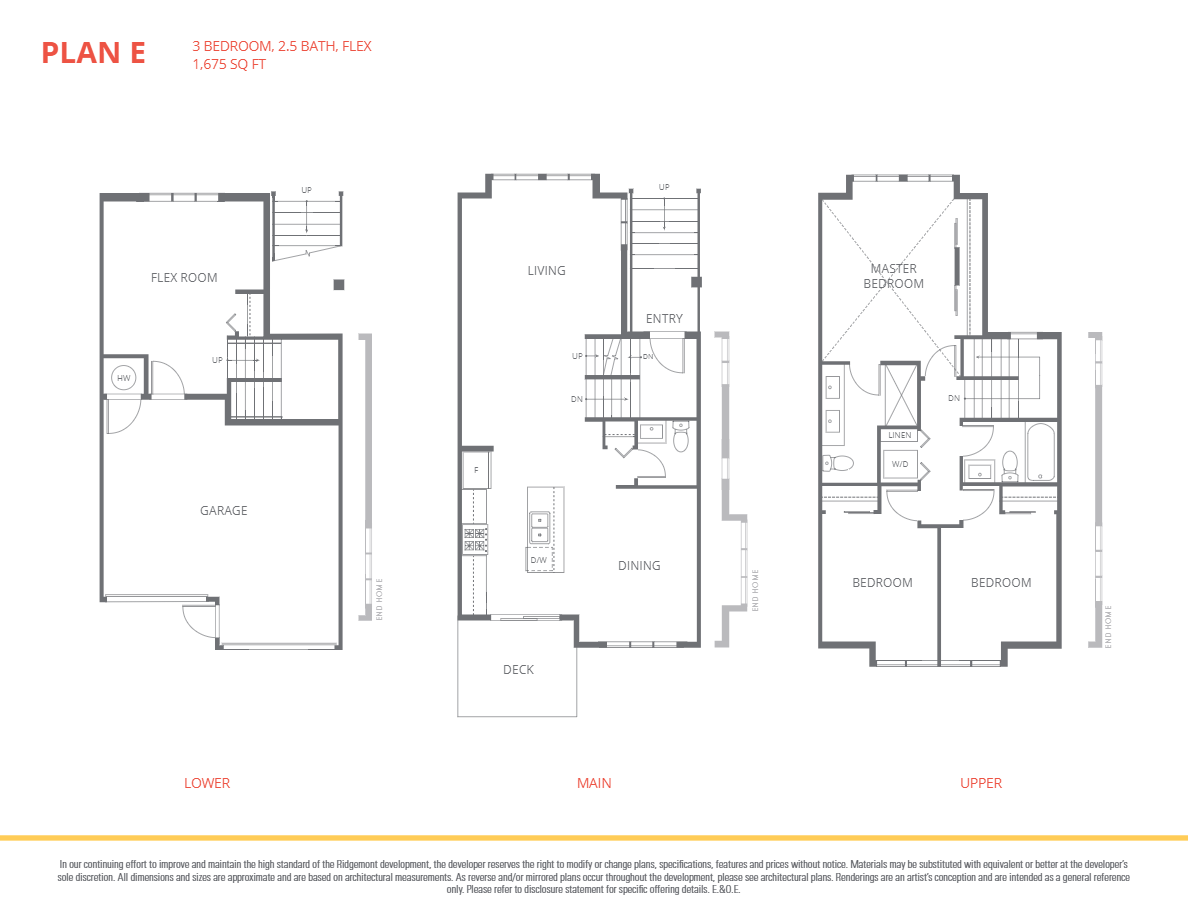 PLAN E
3 BEDROOM, 2.5 BATH, FLEX
1,675 SQ FT
UP
FLEX ROOM
UP
HW
GARAGE
END HOME
LOWER
UP
LIVING
ENTRY
UP
DN
DN
F
D/W
DINING
END HOME
DECK
MAIN
MASTER
BEDROOM
DN
LINEN
W/D
BEDROOM
BEDROOM
END HOME
UPPER
In our continuing effort to improve and maintain the high standard of the Ridgemont development, the developer reserves the right to modify or change plans, specifications, features and prices without notice. Materials may be substituted with equivalent or better at the developer's
sole discretion. All dimensions and sizes are approximate and are based on architectural measurements. As reverse and/or mirrored plans occur throughout the development, please see architectural plans. Renderings are an artist's conception and are intended as a general reference
only. Please refer to disclosure statement for specific offering details. E.&O.E.